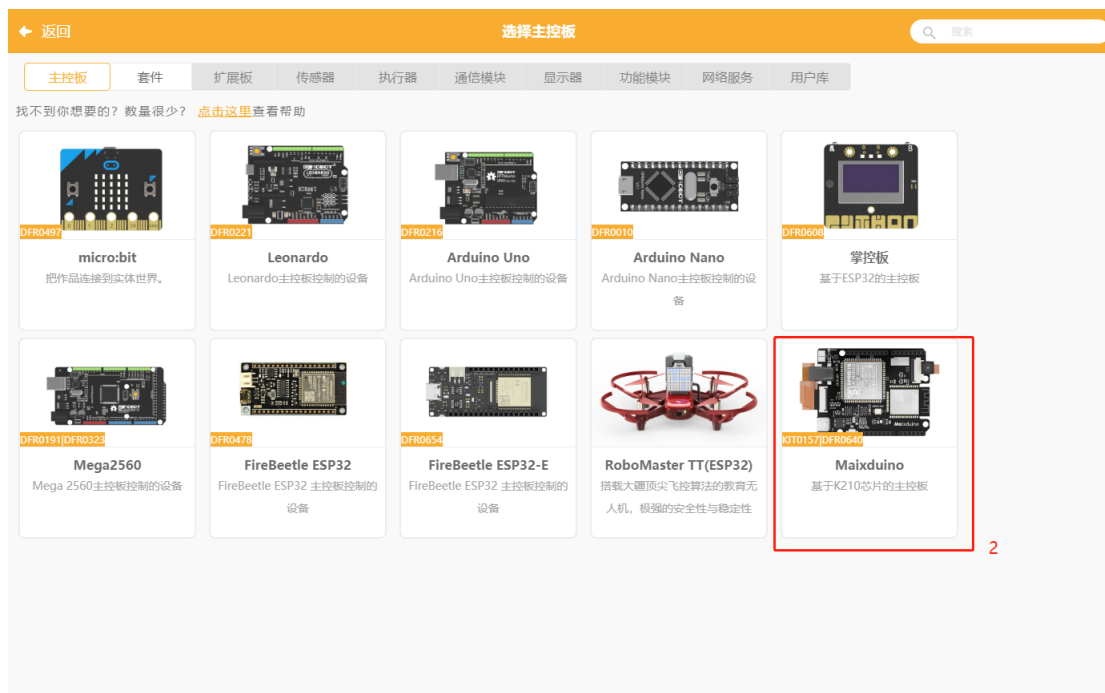 返回
选择主控板
搜索
主控板
套件
扩展板
传感器
执行器
通信模块
显示器
功能模块
网络服务
用户库
找不到你想要的？数量很少？ 点击这里查看帮助
DFR0497
DFR0221
DFR0216
DFR0010
DFR0608
micro:bit
Leonardo
Arduino Uno
Arduino Nano
掌控板
把作品连接到实体世界。
Leonardo主控板控制的设备
Arduino Uno主控板控制的设备
Arduino Nano主控板控制的设
备
基于ESP32的主控板
DFR0191|DFR0323
DFR0478
DFR0654
KIT0157|DFR0640
Maixduino
Mega2560
FireBeetle ESP32
FireBeetle ESP32-E
RoboMaster TT(ESP32)
Maixduino
Mega 2560主控板控制的设备
FireBeetle ESP32 主控板控制的
设备
FireBeetle ESP32 主控板控制的
设备
搭载大疆顶尖飞控算法的教育无
人机，极强的安全性与稳定性
基于K210芯片的主控板
2